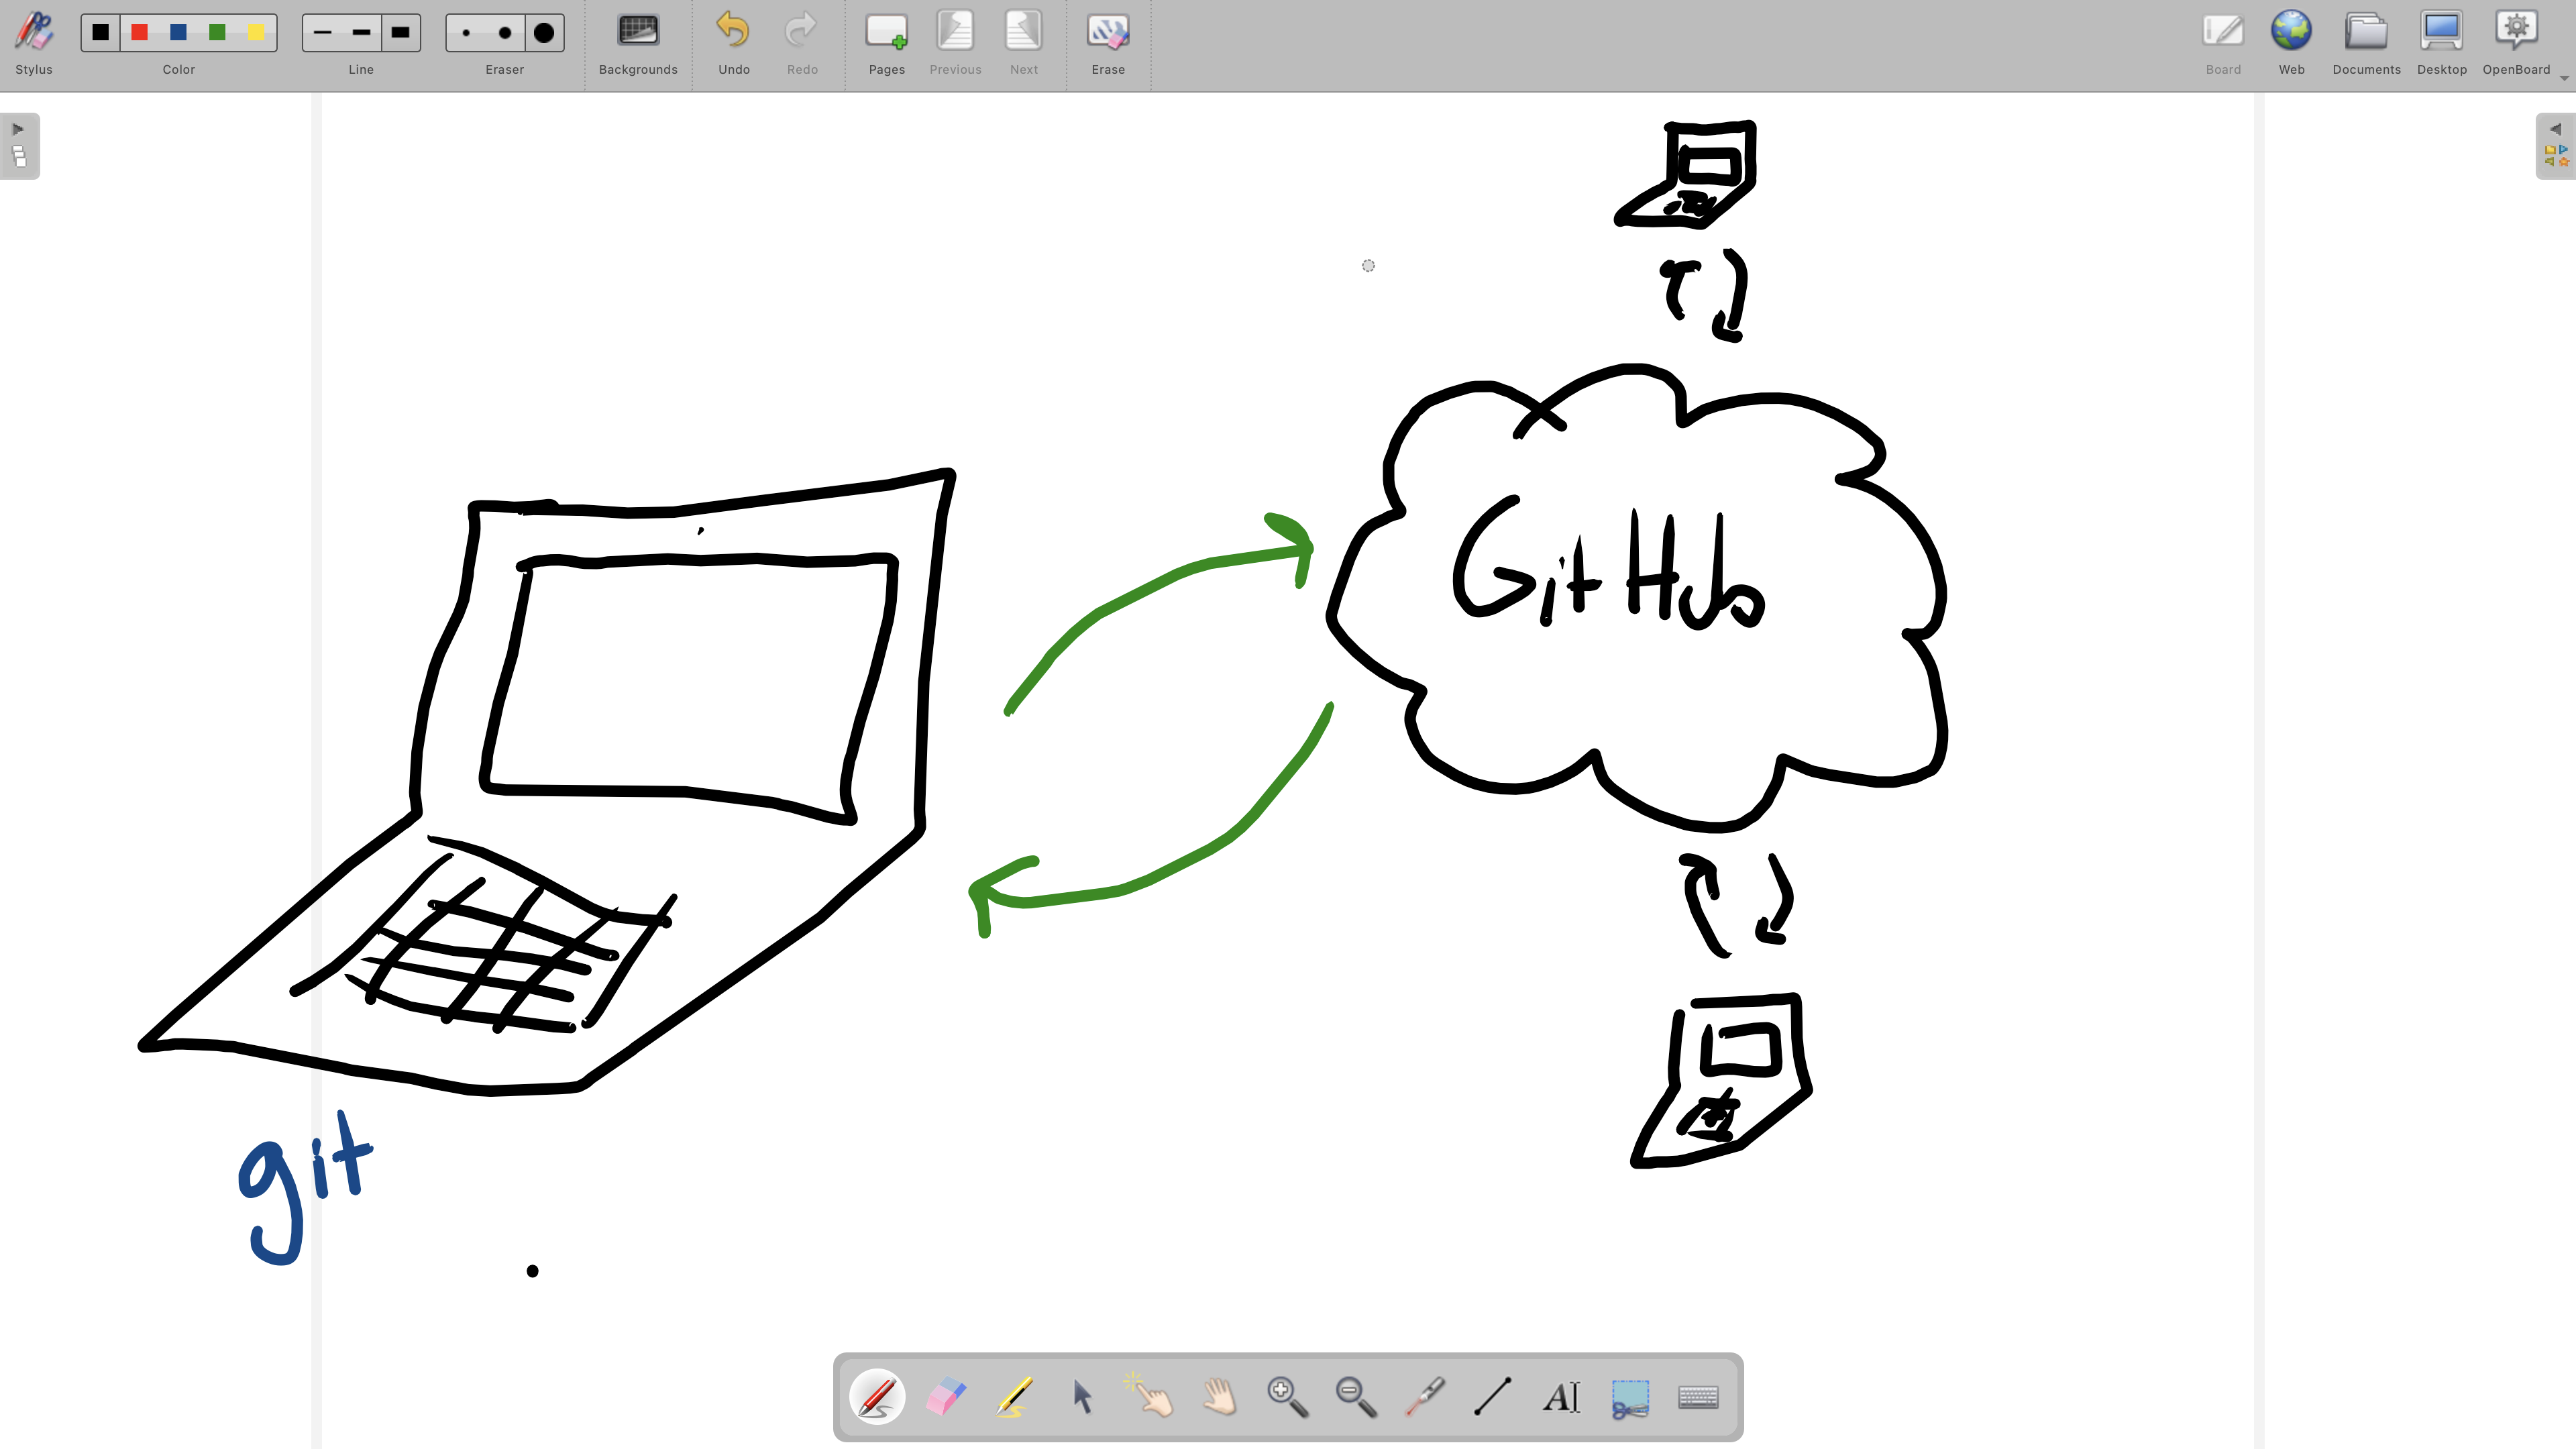 Stylus Color Line Eraser Backgrounds Undo Redo Pages Previous Next Erase Board Web Documents Desktop OpenBoard
GitHub
git